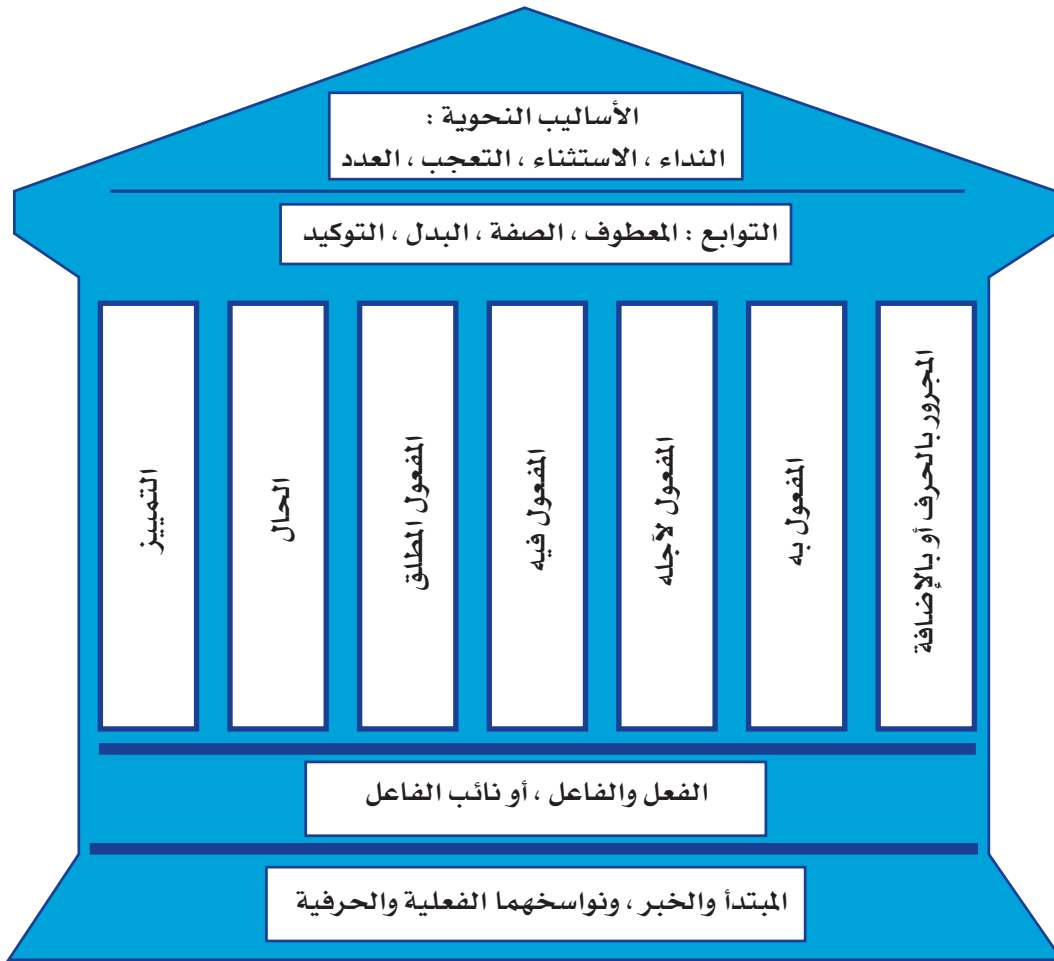 الأساليب النحوية :
النداء ، الاستثناء ، التعجب ، العدد
التوابع : المعطوف ، الصفة ، البدل ، التوكيد
المجرور بالحرف أو بالإضافة
المفعول به
المفعول لآجله
المفعول فيه
المفعول المطلق
الحال
التمييز
الفعل والفاعل ، أو نائب الفاعل
المبتدأ والخبر ، ونواسخهما الفعلية والحرفية